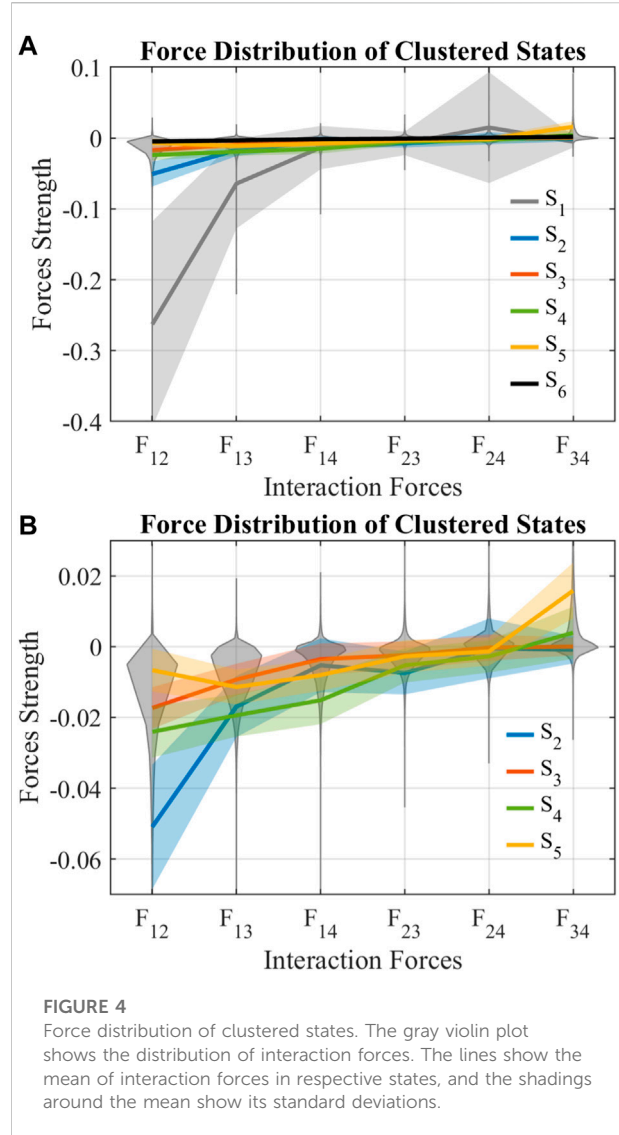 A
Force Distribution of Clustered States
0.1
0
-0.1
-0.2
-0.3
-0.4
Forces Strength
S1
S2
S3
S4
S5
S6
F12 F13 F14 F23 F24 F34
Interaction Forces
B
Force Distribution of Clustered States
0.02
0
-0.02
-0.04
-0.06
Forces Strength
S2
S3
S4
S5
F12 F13 F14 F23 F24 F34
Interaction Forces
FIGURE 4
Force distribution of clustered states. The gray violin plot
shows the distribution of interaction forces. The lines show the
mean of interaction forces in respective states, and the shadings
around the mean show its standard deviations.